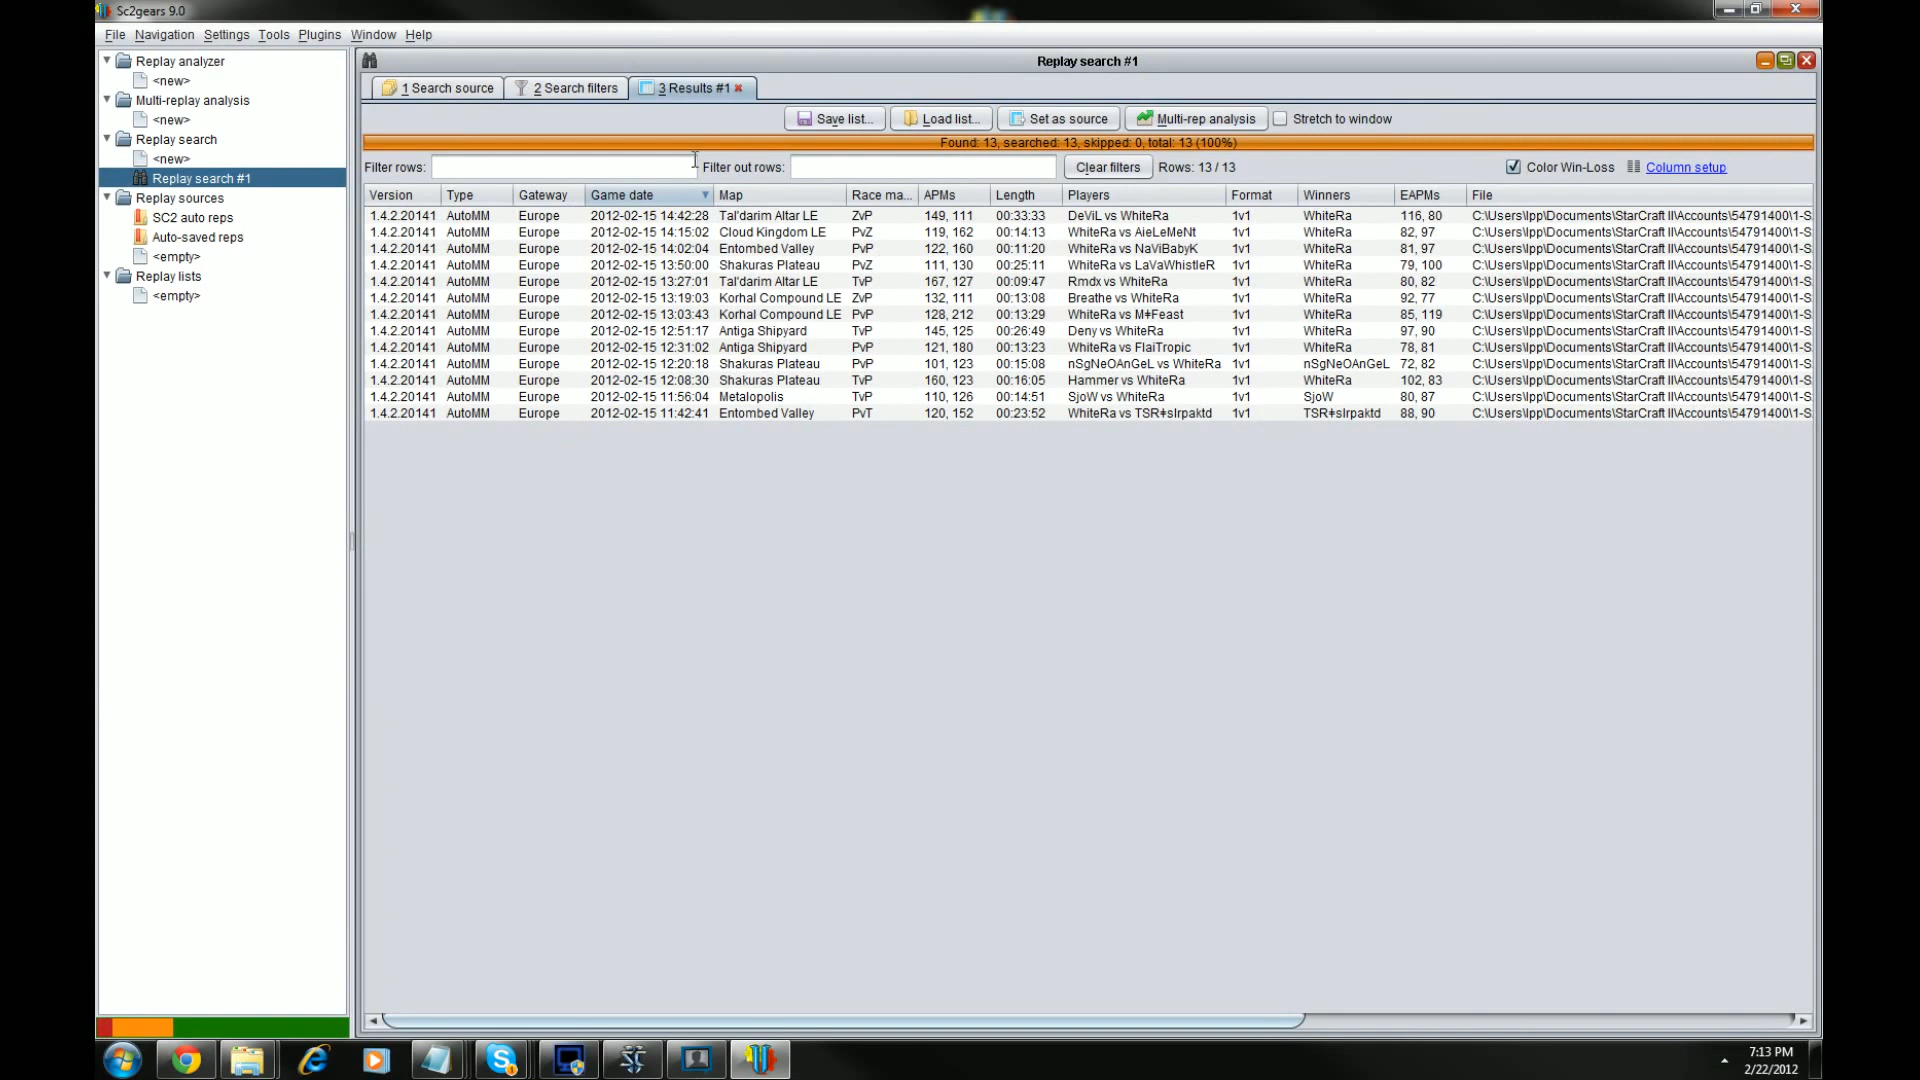 Sc2gears 9.0
File Navigation Settings Tools Plugins Window Help
Replay analyzer
<new>
Multi-replay analysis
<new>
Replay search
<new>
Replay search #1
Replay sources
SC2 auto reps
Auto-saved reps
<empty>
Replay lists
<empty>
Replay search #1
1 Search source 2 Search filters 3 Results #1
Save list... Load list... Set as source Multi-rep analysis Stretch to window
Found: 13, searched: 13, skipped: 0, total: 13 (100%)
Filter rows: Filter out rows: Clear filters Rows: 13 / 13 Color Win-Loss Column setup
Version Type Gateway Game date Map Race ma... APMs Length Players Format Winners EAPMs File
1.4.2.20141 AutoMM Europe 2012-02-15 14:42:28 Tal'darim Altar LE ZvP 149, 111 00:33:33 DeViL vs WhiteRa 1v1 WhiteRa 116, 80 C:\Users\lpp\Documents\StarCraft II\Accounts\54791400\1-S
1.4.2.20141 AutoMM Europe 2012-02-15 14:15:02 Cloud Kingdom LE PvZ 119, 162 00:14:13 WhiteRa vs AieLeMeNt 1v1 WhiteRa 82, 97 C:\Users\lpp\Documents\StarCraft II\Accounts\54791400\1-S
1.4.2.20141 AutoMM Europe 2012-02-15 14:02:04 Entombed Valley PvP 122, 160 00:11:20 WhiteRa vs NaViBabyK 1v1 WhiteRa 81, 97 C:\Users\lpp\Documents\StarCraft II\Accounts\54791400\1-S
1.4.2.20141 AutoMM Europe 2012-02-15 13:50:00 Shakuras Plateau PvZ 111, 130 00:25:11 WhiteRa vs LaVaWhistleR 1v1 WhiteRa 79, 100 C:\Users\lpp\Documents\StarCraft II\Accounts\54791400\1-S
1.4.2.20141 AutoMM Europe 2012-02-15 13:27:01 Tal'darim Altar LE TvP 167, 127 00:09:47 Rmdx vs WhiteRa 1v1 WhiteRa 80, 82 C:\Users\lpp\Documents\StarCraft II\Accounts\54791400\1-S
1.4.2.20141 AutoMM Europe 2012-02-15 13:19:03 Korhal Compound LE ZvP 132, 111 00:13:08 Breathe vs WhiteRa 1v1 WhiteRa 92, 77 C:\Users\lpp\Documents\StarCraft II\Accounts\54791400\1-S
1.4.2.20141 AutoMM Europe 2012-02-15 13:03:43 Korhal Compound LE PvP 128, 212 00:13:29 WhiteRa vs MǂFeast 1v1 WhiteRa 85, 119 C:\Users\lpp\Documents\StarCraft II\Accounts\54791400\1-S
1.4.2.20141 AutoMM Europe 2012-02-15 12:51:17 Antiga Shipyard TvP 145, 125 00:26:49 Deny vs WhiteRa 1v1 WhiteRa 97, 90 C:\Users\lpp\Documents\StarCraft II\Accounts\54791400\1-S
1.4.2.20141 AutoMM Europe 2012-02-15 12:31:02 Antiga Shipyard PvP 121, 180 00:13:23 WhiteRa vs FlaiTropic 1v1 WhiteRa 78, 81 C:\Users\lpp\Documents\StarCraft II\Accounts\54791400\1-S
1.4.2.20141 AutoMM Europe 2012-02-15 12:20:18 Shakuras Plateau PvP 101, 123 00:15:08 nSgNeOAnGeL vs WhiteRa 1v1 nSgNeOAnGeL 72, 82 C:\Users\lpp\Documents\StarCraft II\Accounts\54791400\1-S
1.4.2.20141 AutoMM Europe 2012-02-15 12:08:30 Shakuras Plateau TvP 160, 123 00:16:05 Hammer vs WhiteRa 1v1 WhiteRa 102, 83 C:\Users\lpp\Documents\StarCraft II\Accounts\54791400\1-S
1.4.2.20141 AutoMM Europe 2012-02-15 11:56:04 Metalopolis TvP 110, 126 00:14:51 SjoW vs WhiteRa 1v1 SjoW 80, 87 C:\Users\lpp\Documents\StarCraft II\Accounts\54791400\1-S
1.4.2.20141 AutoMM Europe 2012-02-15 11:42:41 Entombed Valley PvT 120, 152 00:23:52 WhiteRa vs TSRǂslrpaktd 1v1 TSRǂslrpaktd 88, 90 C:\Users\lpp\Documents\StarCraft II\Accounts\54791400\1-S
7:13 PM
2/22/2012